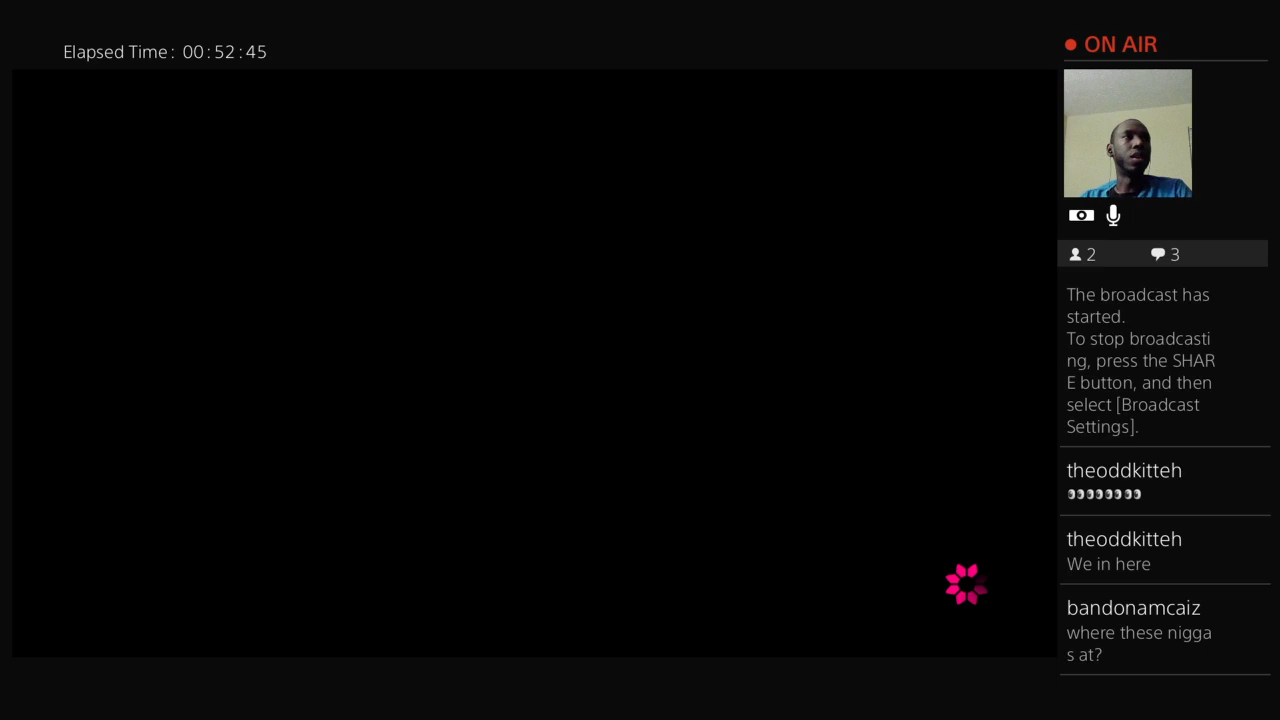 Elapsed Time: 00:52:45
ON AIR
2 3
The broadcast has
started.
To stop broadcasti
ng, press the SHAR
E button, and then
select [Broadcast
Settings].
theoddkitteh
👀👀👀👀
theoddkitteh
We in here
bandonamcaiz
where these nigga
s at?